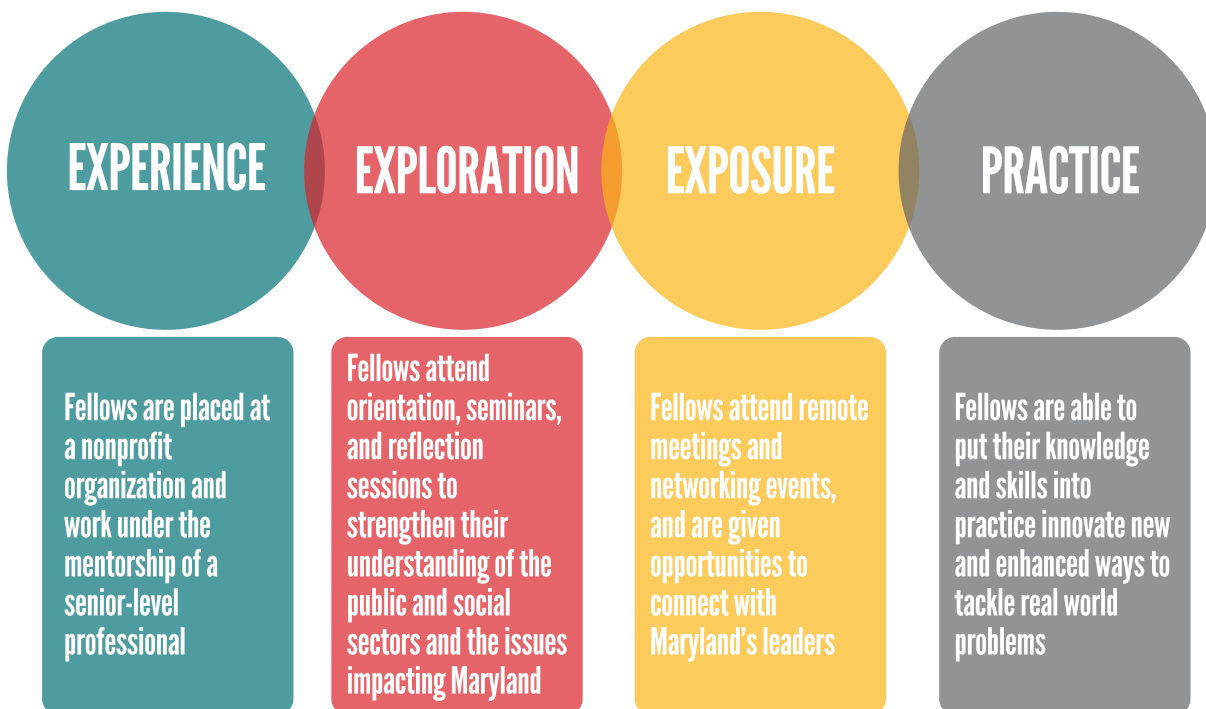 EXPERIENCE
EXPLORATION
EXPOSURE
PRACTICE
Fellows are placed at
a nonprofit
organization and
work under the
mentorship of a
senior-level
professional
Fellows attend
orientation, seminars,
and reflection
sessions to
strengthen their
understanding of the
public and social
sectors and the issues
impacting Maryland
Fellows attend remote
meetings and
networking events,
and are given
opportunities to
connect with
Maryland’s leaders
Fellows are able to
put their knowledge
and skills into
practice innovate new
and enhanced ways to
tackle real world
problems